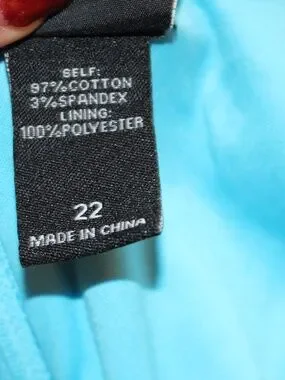 SELF:
97%COTTON
3%SPANDEX
LINING:
100%POLYESTER
22
MADE IN CHINA